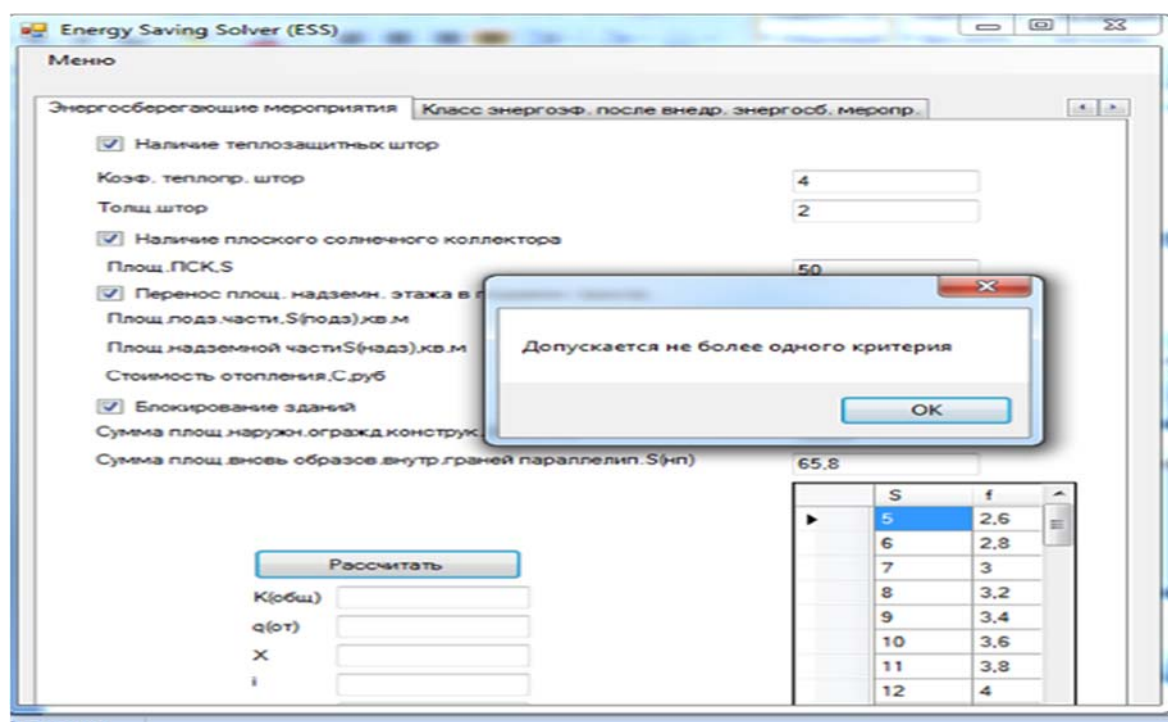 Energy Saving Solver (ESS)
Меню
Энергосберегающие мероприятия
Класс энергоэф. после внедр. энергосб. меропр.
Наличие теплозащитных штор
Коэф. теплопр. штор 4
Толщ.штор 2
Наличие плоского солнечного коллектора
Площ.ПСК,S 50
Перенос площ. надземн. этажа в
Площ.подз.части,S(подз),кв.м
Площ.надземной частиS(надз),кв.м
Стоимость отопления,С,руб
Допускается не более одного критерия
OK
Блокирование зданий
Сумма площ.наружн.огражд.конструк.
Сумма площ.вновь образов.внутр.граней параллелип.S(нп) 65,8
S f
5 2,6
6 2,8
7 3
8 3,2
9 3,4
10 3,6
11 3,8
12 4
Рассчитать
К(общ)
q(от)
X
i